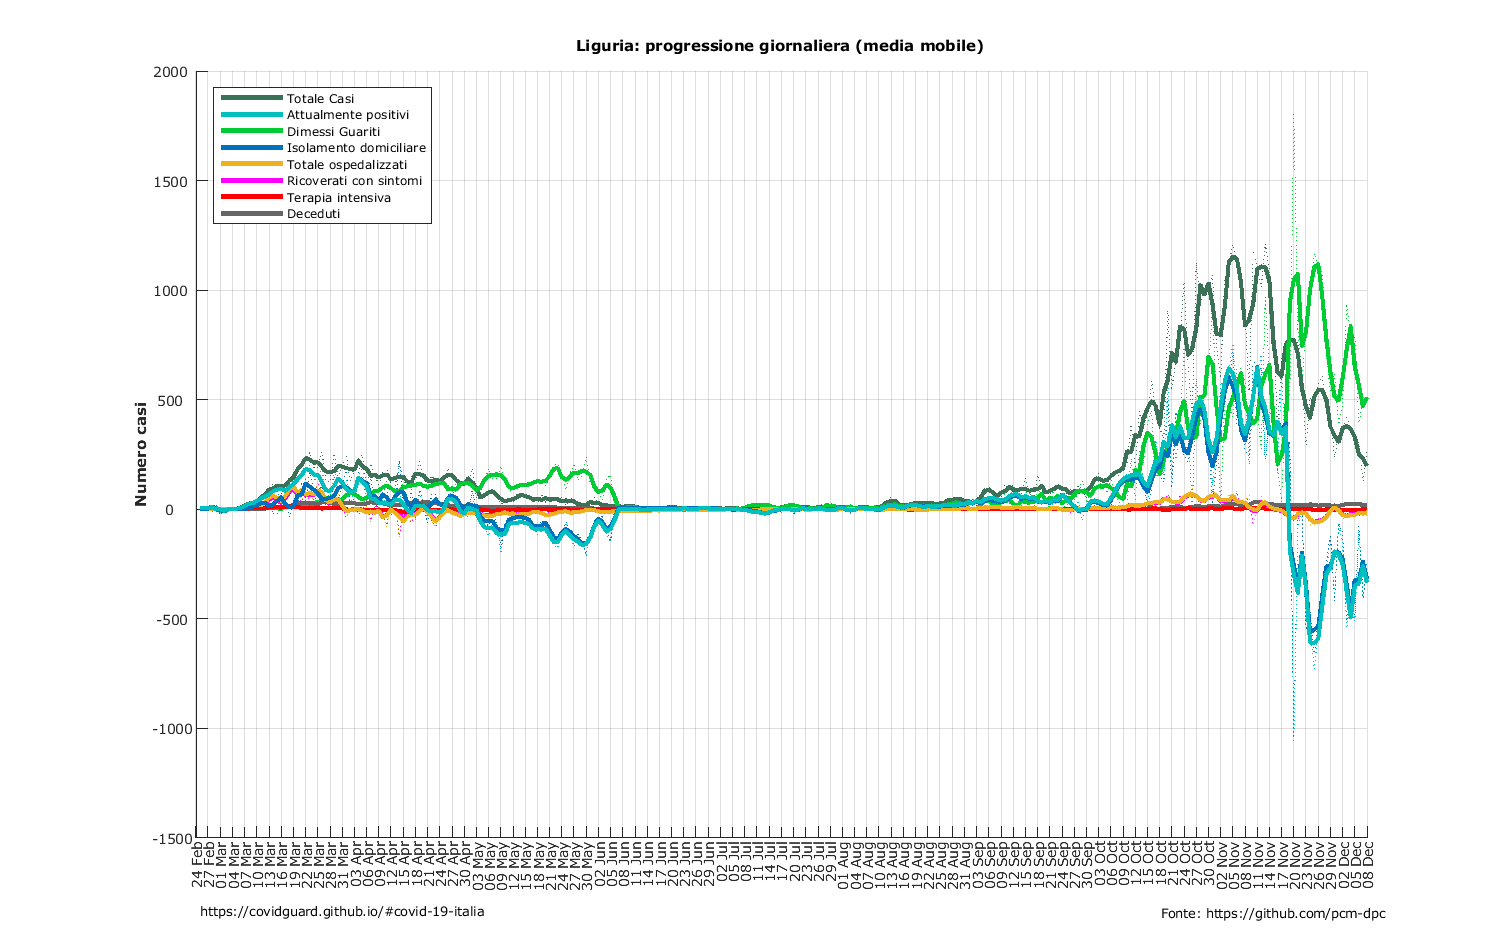 Liguria: progressione giornaliera (media mobile)
2000
1500
1000
500
0
-500
-1000
-1500
Numero casi
Totale Casi
Attualmente positivi
Dimessi Guariti
Isolamento domiciliare
Totale ospedalizzati
Ricoverati con sintomi
Terapia intensiva
Deceduti
24 Feb
27 Feb
01 Mar
04 Mar
07 Mar
10 Mar
13 Mar
16 Mar
19 Mar
22 Mar
25 Mar
28 Mar
31 Mar
03 Apr
06 Apr
09 Apr
12 Apr
15 Apr
18 Apr
21 Apr
24 Apr
27 Apr
30 Apr
03 May
06 May
09 May
12 May
15 May
18 May
21 May
24 May
27 May
30 May
02 Jun
05 Jun
08 Jun
11 Jun
14 Jun
17 Jun
20 Jun
23 Jun
26 Jun
29 Jun
02 Jul
05 Jul
08 Jul
11 Jul
14 Jul
17 Jul
20 Jul
23 Jul
26 Jul
29 Jul
01 Aug
04 Aug
07 Aug
10 Aug
13 Aug
16 Aug
19 Aug
22 Aug
25 Aug
28 Aug
31 Aug
03 Sep
06 Sep
09 Sep
12 Sep
15 Sep
18 Sep
21 Sep
24 Sep
27 Sep
30 Sep
03 Oct
06 Oct
09 Oct
12 Oct
15 Oct
18 Oct
21 Oct
24 Oct
27 Oct
30 Oct
02 Nov
05 Nov
08 Nov
11 Nov
14 Nov
17 Nov
20 Nov
23 Nov
26 Nov
29 Nov
02 Dec
05 Dec
08 Dec
https://covidguard.github.io/#covid-19-italia
Fonte: https://github.com/pcm-dpc